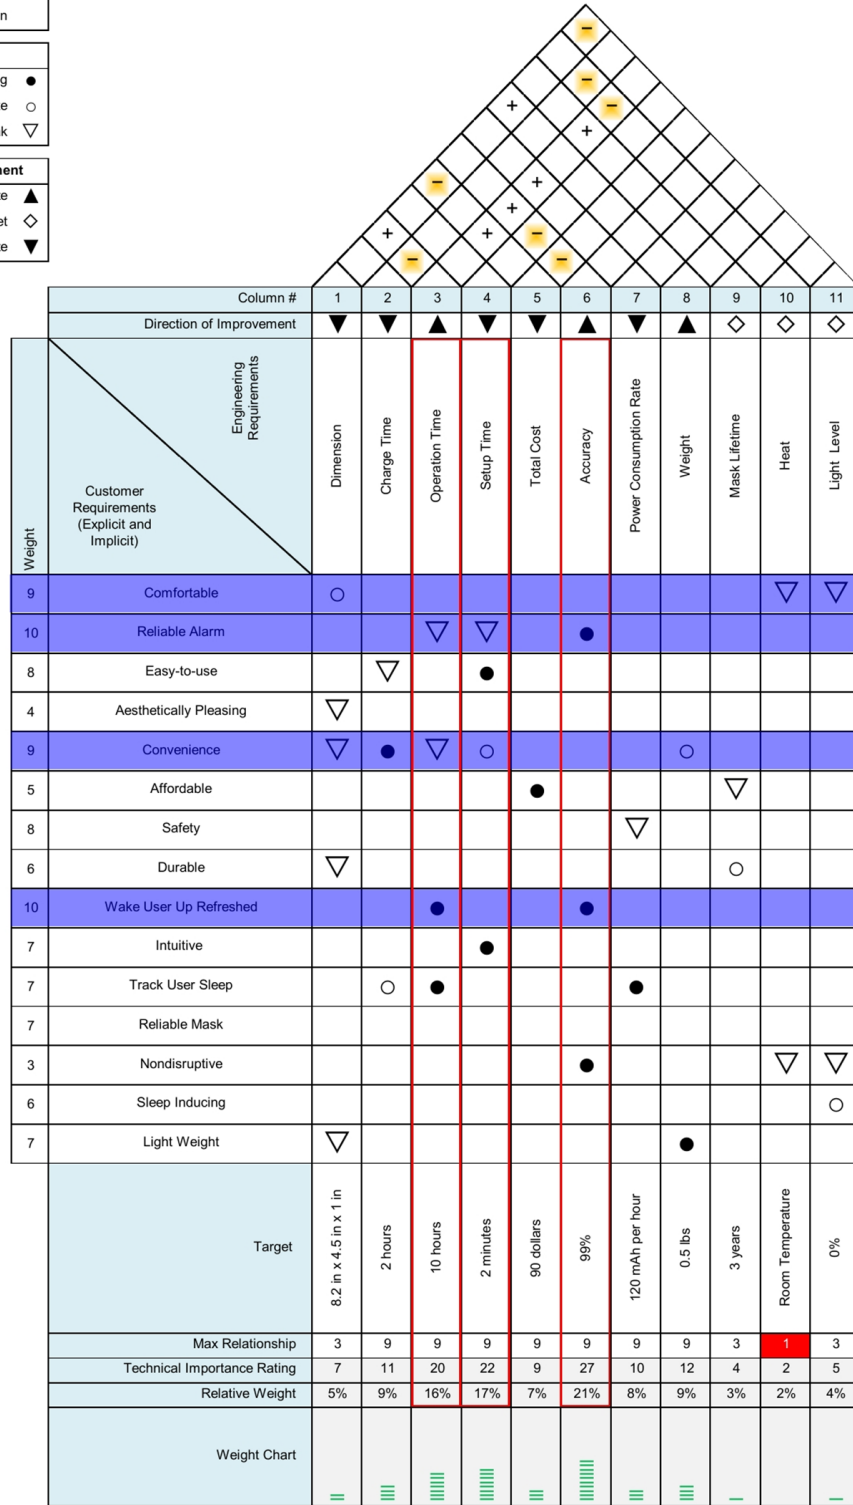 n
g ●
e ○
k ▽
ent
e ▲
et ◇
e ▼
− − − + + − + + + − + − + −
Column # 1 2 3 4 5 6 7 8 9 10 11
Direction of Improvement ▼ ▼ ▲ ▼ ▼ ▲ ▼ ▲ ◇ ◇ ◇
Weight
Customer
Requirements
(Explicit and
Implicit)
Engineering
Requirements
Dimension
Charge Time
Operation Time
Setup Time
Total Cost
Accuracy
Power Consumption Rate
Weight
Mask Lifetime
Heat
Light Level
9 Comfortable ○ ▽ ▽
10 Reliable Alarm ▽ ▽ ●
8 Easy-to-use ▽ ●
4 Aesthetically Pleasing ▽
9 Convenience ▽ ● ▽ ○ ○
5 Affordable ● ▽
8 Safety ▽
6 Durable ▽ ○
10 Wake User Up Refreshed ● ●
7 Intuitive ●
7 Track User Sleep ○ ● ●
7 Reliable Mask
3 Nondisruptive ● ▽ ▽
6 Sleep Inducing ○
7 Light Weight ▽ ●
Target
8.2 in x 4.5 in x 1 in
2 hours
10 hours
2 minutes
90 dollars
99%
120 mAh per hour
0.5 lbs
3 years
Room Temperature
0%
Max Relationship 3 9 9 9 9 9 9 9 3 1 3
Technical Importance Rating 7 11 20 22 9 27 10 12 4 2 5
Relative Weight 5% 9% 16% 17% 7% 21% 8% 9% 3% 2% 4%
Weight Chart